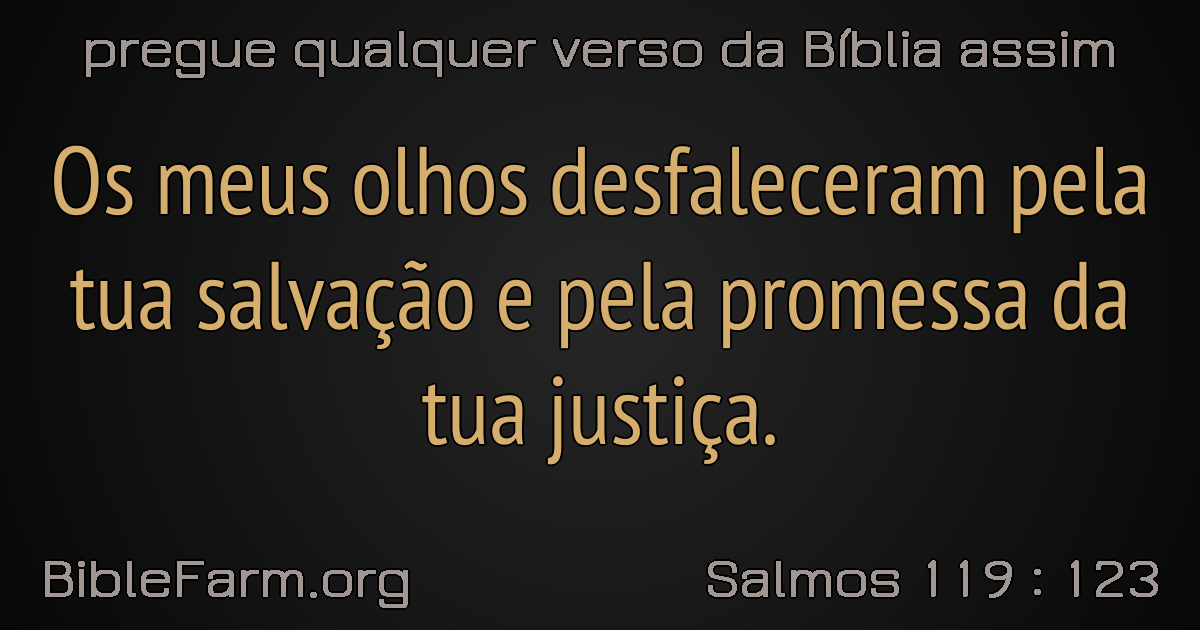 pregue qualquer verso da Bíblia assim
Os meus olhos desfaleceram pela
tua salvação e pela promessa da
tua justiça.
BibleFarm.org
Salmos 119 : 123